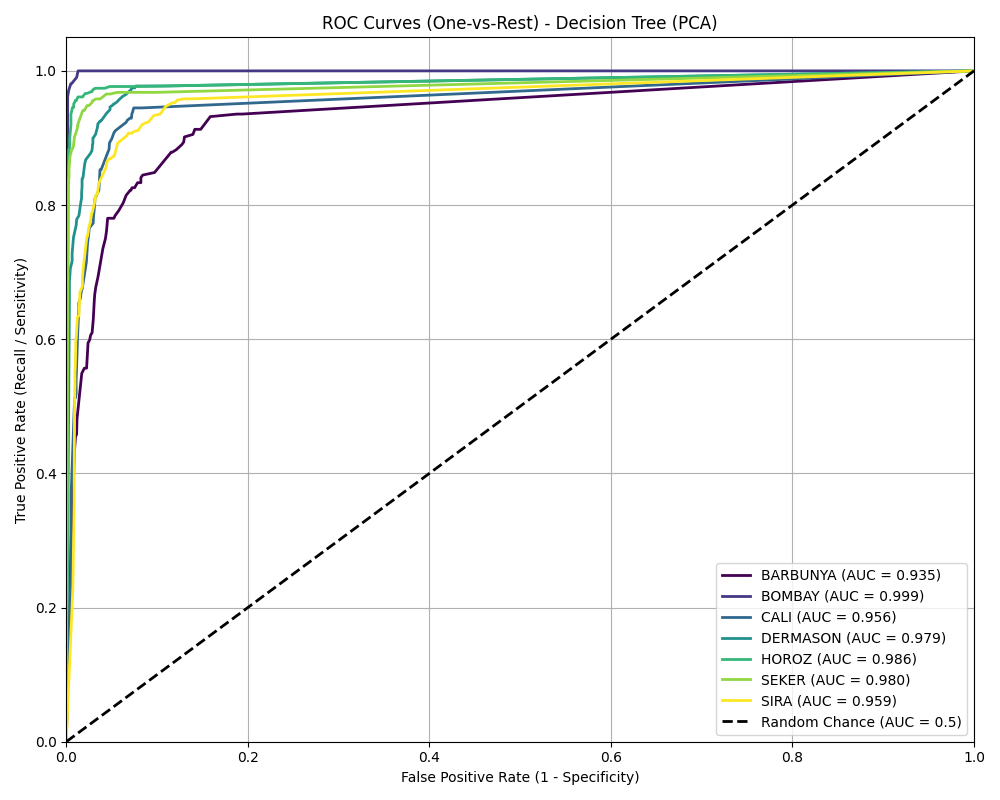 ROC Curves (One-vs-Rest) - Decision Tree (PCA)
True Positive Rate (Recall / Sensitivity)
1.0
0.8
0.6
0.4
0.2
0.0
BARBUNYA (AUC = 0.935)
BOMBAY (AUC = 0.999)
CALI (AUC = 0.956)
DERMASON (AUC = 0.979)
HOROZ (AUC = 0.986)
SEKER (AUC = 0.980)
SIRA (AUC = 0.959)
Random Chance (AUC = 0.5)
0.0 0.2 0.4 0.6 0.8 1.0
False Positive Rate (1 - Specificity)